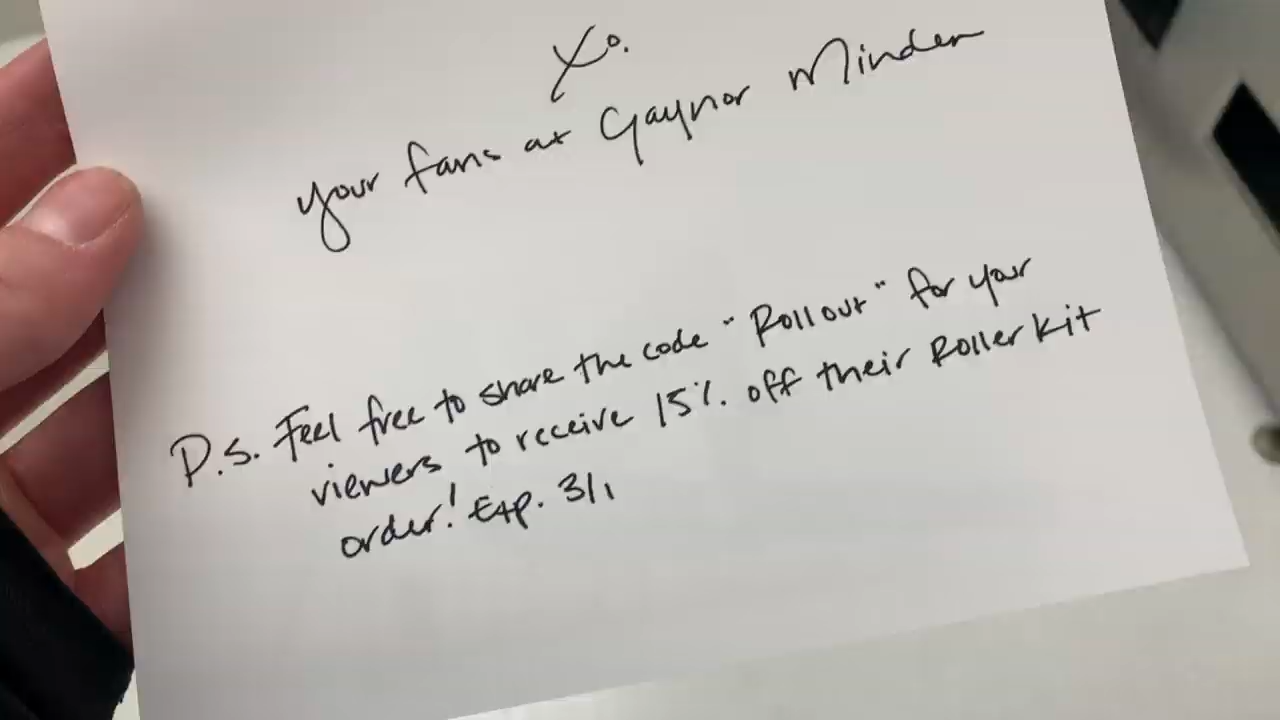 Xo.
your fans at Gaynor Minden
P.S. Feel free to share the code "Rollout" for your
viewers to receive 15% off their Roller Kit
order! Exp. 3/1